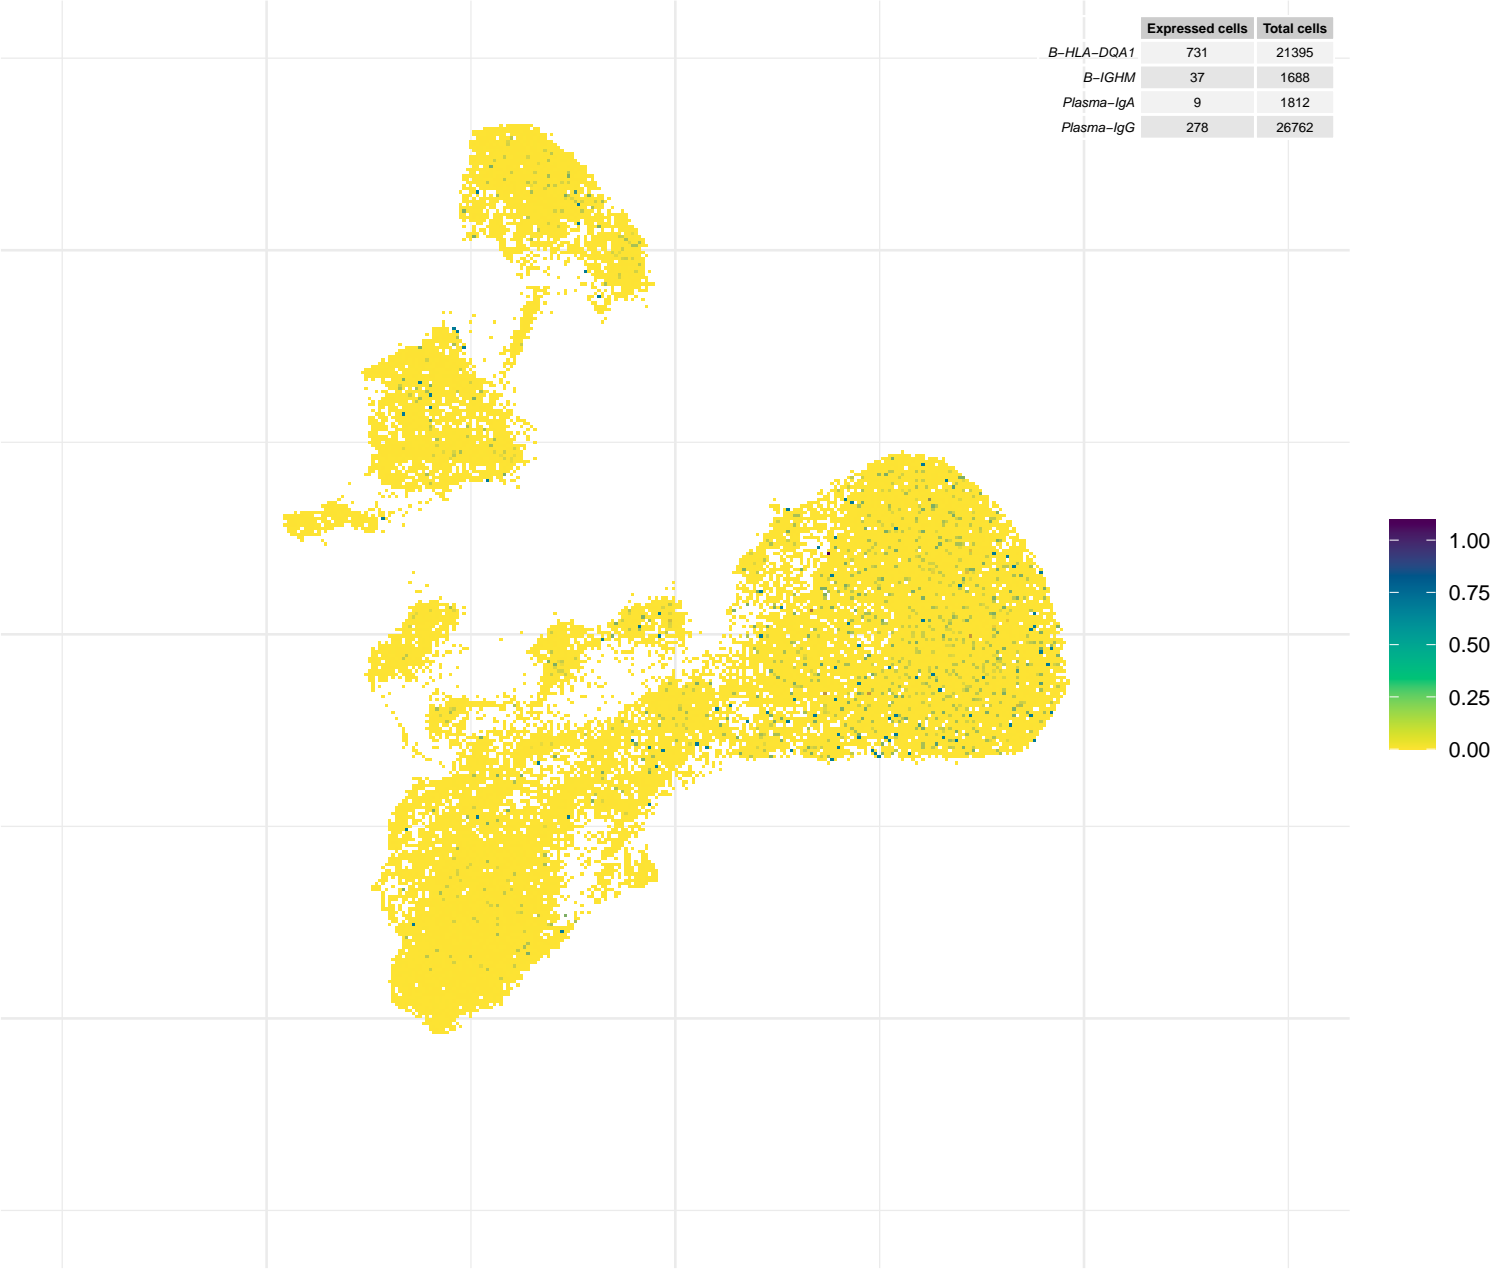 Expressed cells Total cells
B−HLA−DQA1 731 21395
B−IGHM 37 1688
Plasma−IgA 9 1812
Plasma−IgG 278 26762
1.00
0.75
0.50
0.25
0.00